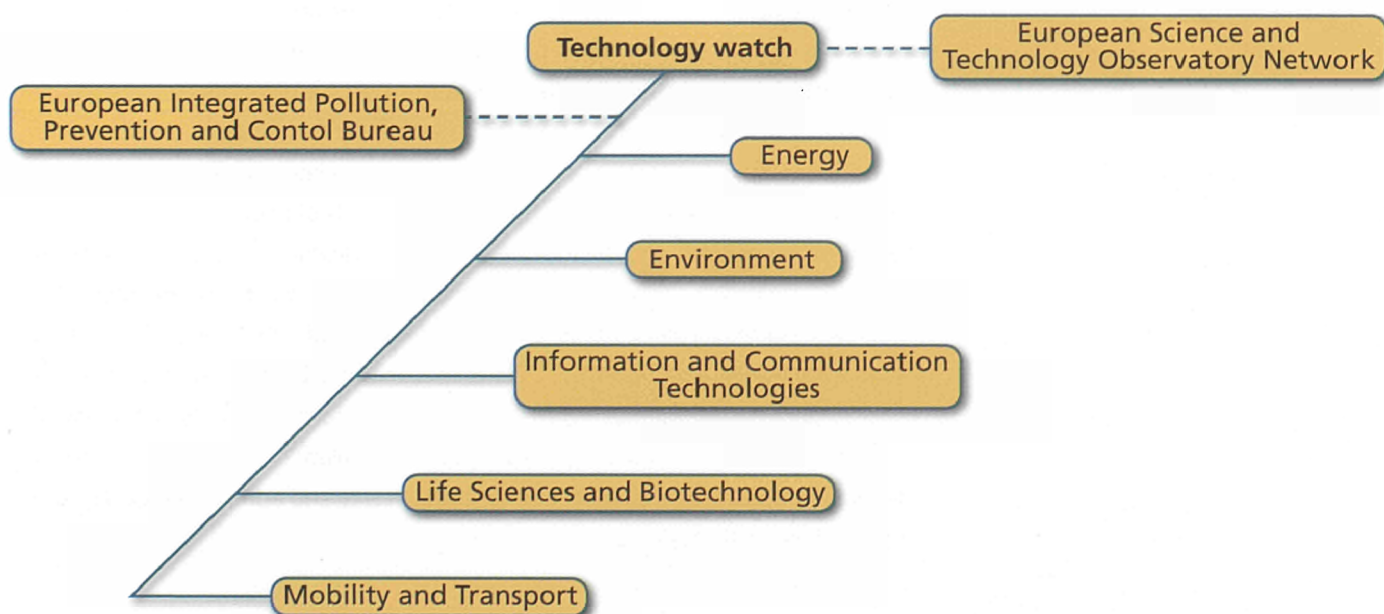 Technology watch
European Science and
Technology Observatory Network
European Integrated Pollution,
Prevention and Contol Bureau
Energy
Environment
Information and Communication
Technologies
Life Sciences and Biotechnology
Mobility and Transport